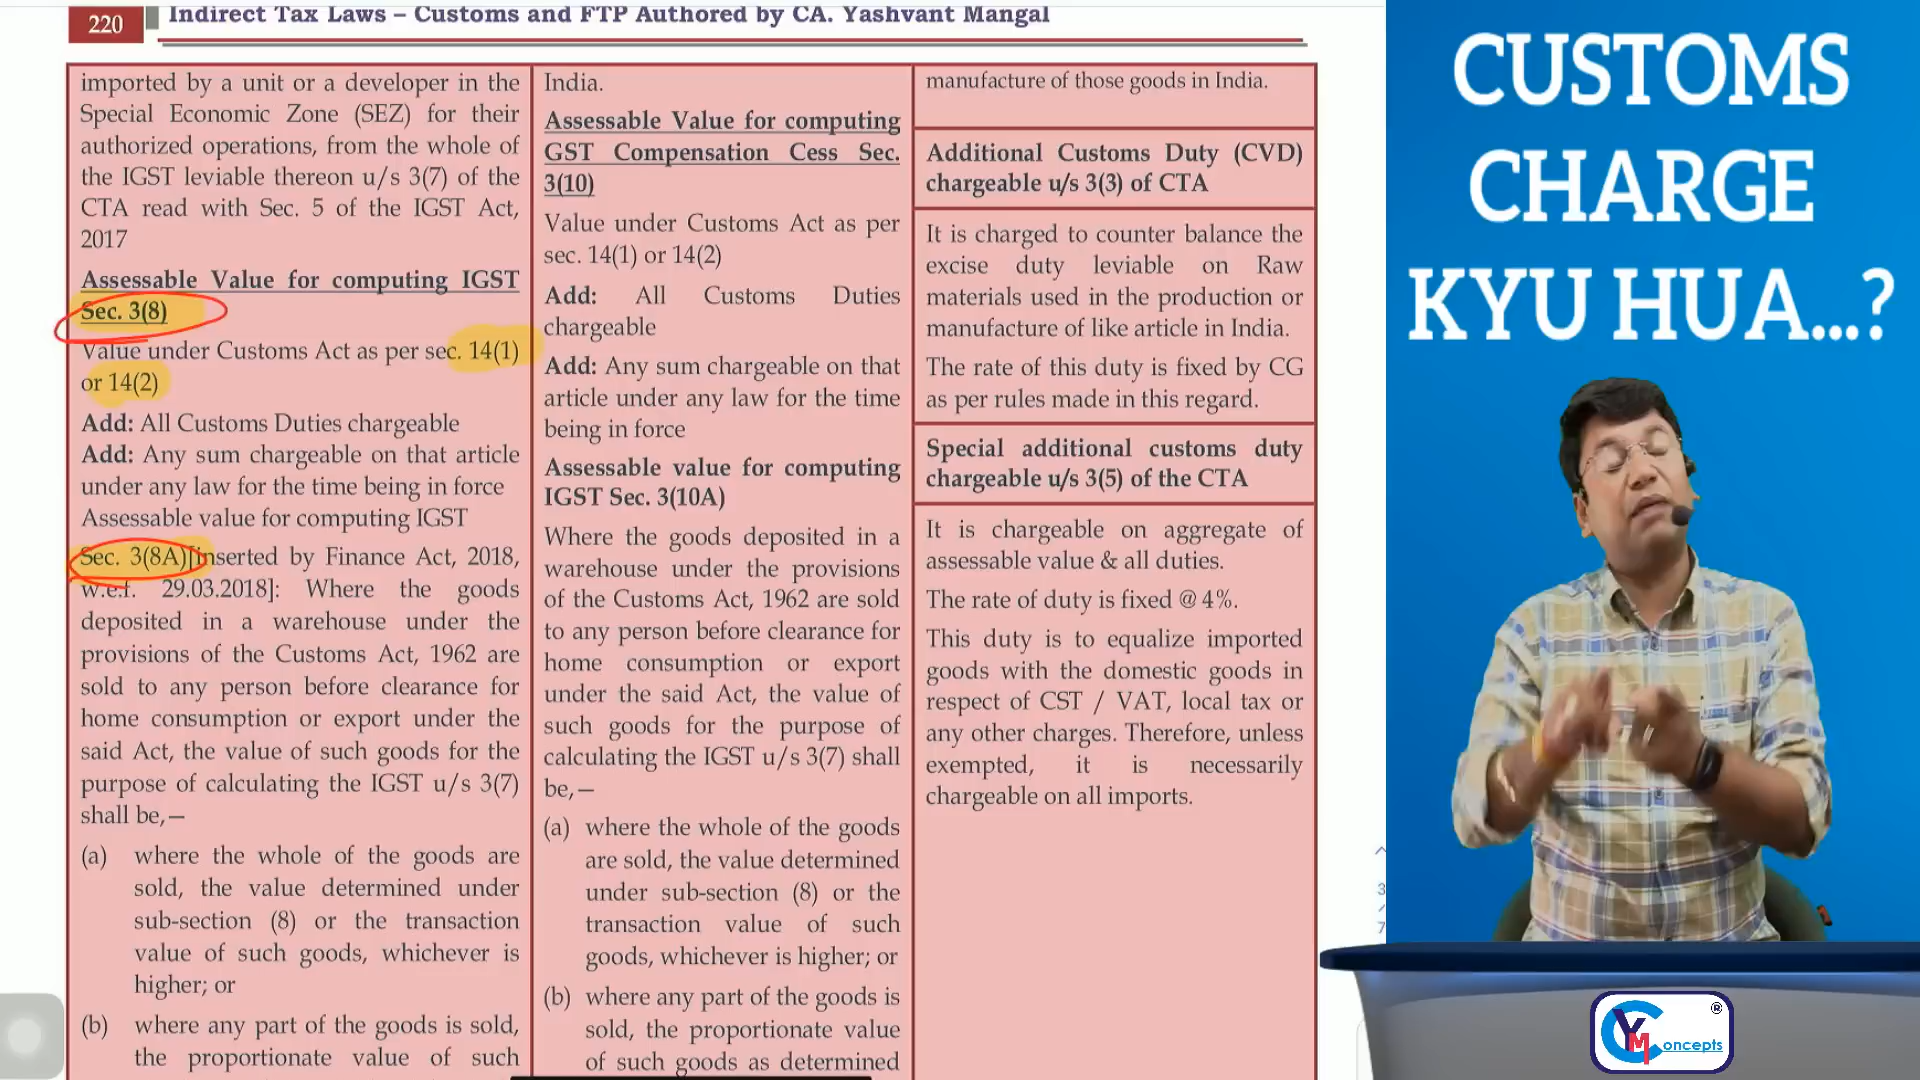 220
Indirect Tax Laws – Customs and FTP Authored by CA. Yashvant Mangal
imported by a unit or a developer in the
Special Economic Zone (SEZ) for their
authorized operations, from the whole of
the IGST leviable thereon u/s 3(7) of the
CTA read with Sec. 5 of the IGST Act,
2017
Assessable Value for computing IGST
Sec. 3(8)
Value under Customs Act as per sec. 14(1)
or 14(2)
Add: All Customs Duties chargeable
Add: Any sum chargeable on that article
under any law for the time being in force
Assessable value for computing IGST
Sec. 3(8A)[inserted by Finance Act, 2018,
w.e.f. 29.03.2018]: Where the goods
deposited in a warehouse under the
provisions of the Customs Act, 1962 are
sold to any person before clearance for
home consumption or export under the
said Act, the value of such goods for the
purpose of calculating the IGST u/s 3(7)
shall be,—
(a) where the whole of the goods are
sold, the value determined under
sub-section (8) or the transaction
value of such goods, whichever is
higher; or
(b) where any part of the goods is sold,
the proportionate value of such
India.
Assessable Value for computing
GST Compensation Cess Sec.
3(10)
Value under Customs Act as per
sec. 14(1) or 14(2)
Add: All Customs Duties
chargeable
Add: Any sum chargeable on that
article under any law for the time
being in force
Assessable value for computing
IGST Sec. 3(10A)
Where the goods deposited in a
warehouse under the provisions
of the Customs Act, 1962 are sold
to any person before clearance for
home consumption or export
under the said Act, the value of
such goods for the purpose of
calculating the IGST u/s 3(7) shall
be,—
(a) where the whole of the goods
are sold, the value determined
under sub-section (8) or the
transaction value of such
goods, whichever is higher; or
(b) where any part of the goods is
sold, the proportionate value
of such goods as determined
manufacture of those goods in India.
Additional Customs Duty (CVD)
chargeable u/s 3(3) of CTA
It is charged to counter balance the
excise duty leviable on Raw
materials used in the production or
manufacture of like article in India.
The rate of this duty is fixed by CG
as per rules made in this regard.
Special additional customs duty
chargeable u/s 3(5) of the CTA
It is chargeable on aggregate of
assessable value & all duties.
The rate of duty is fixed @ 4%.
This duty is to equalize imported
goods with the domestic goods in
respect of CST / VAT, local tax or
any other charges. Therefore, unless
exempted, it is necessarily
chargeable on all imports.
3
7
CUSTOMS
CHARGE
KYU HUA...?
YM Concepts ®